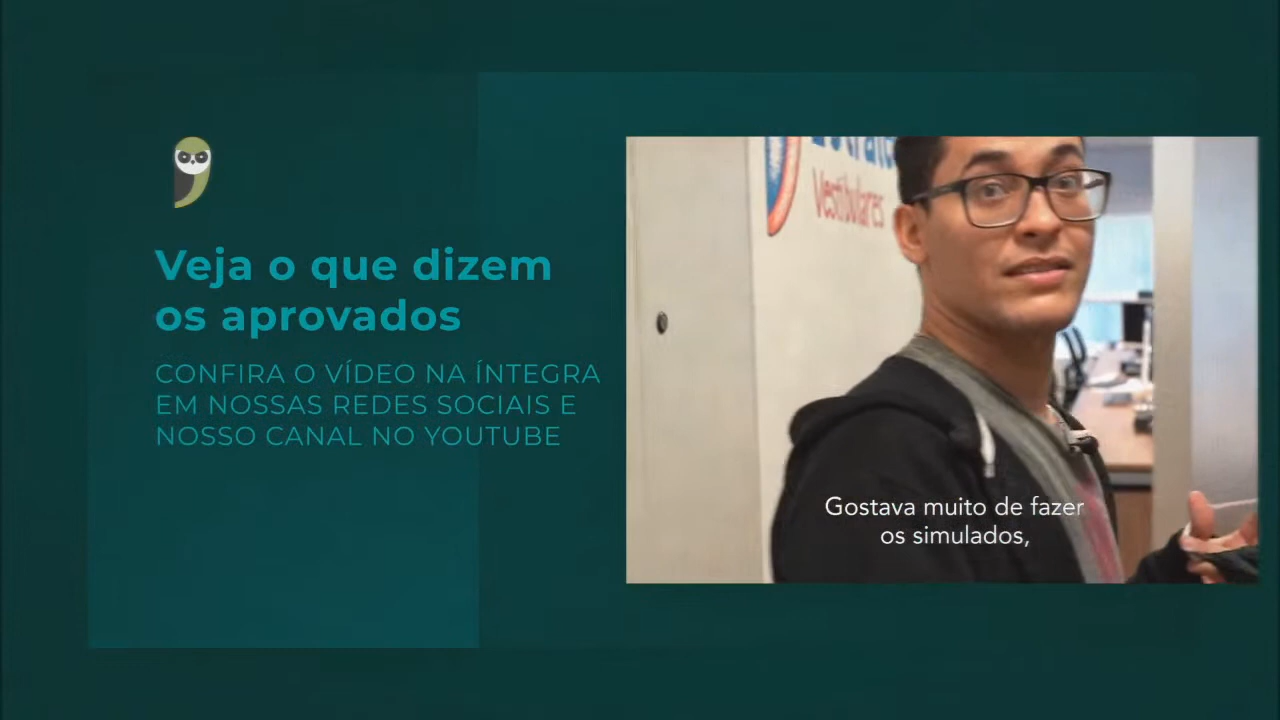 Veja o que dizem
os aprovados
CONFIRA O VÍDEO NA ÍNTEGRA
EM NOSSAS REDES SOCIAIS E
NOSSO CANAL NO YOUTUBE
Vestibulares
Gostava muito de fazer
os simulados,